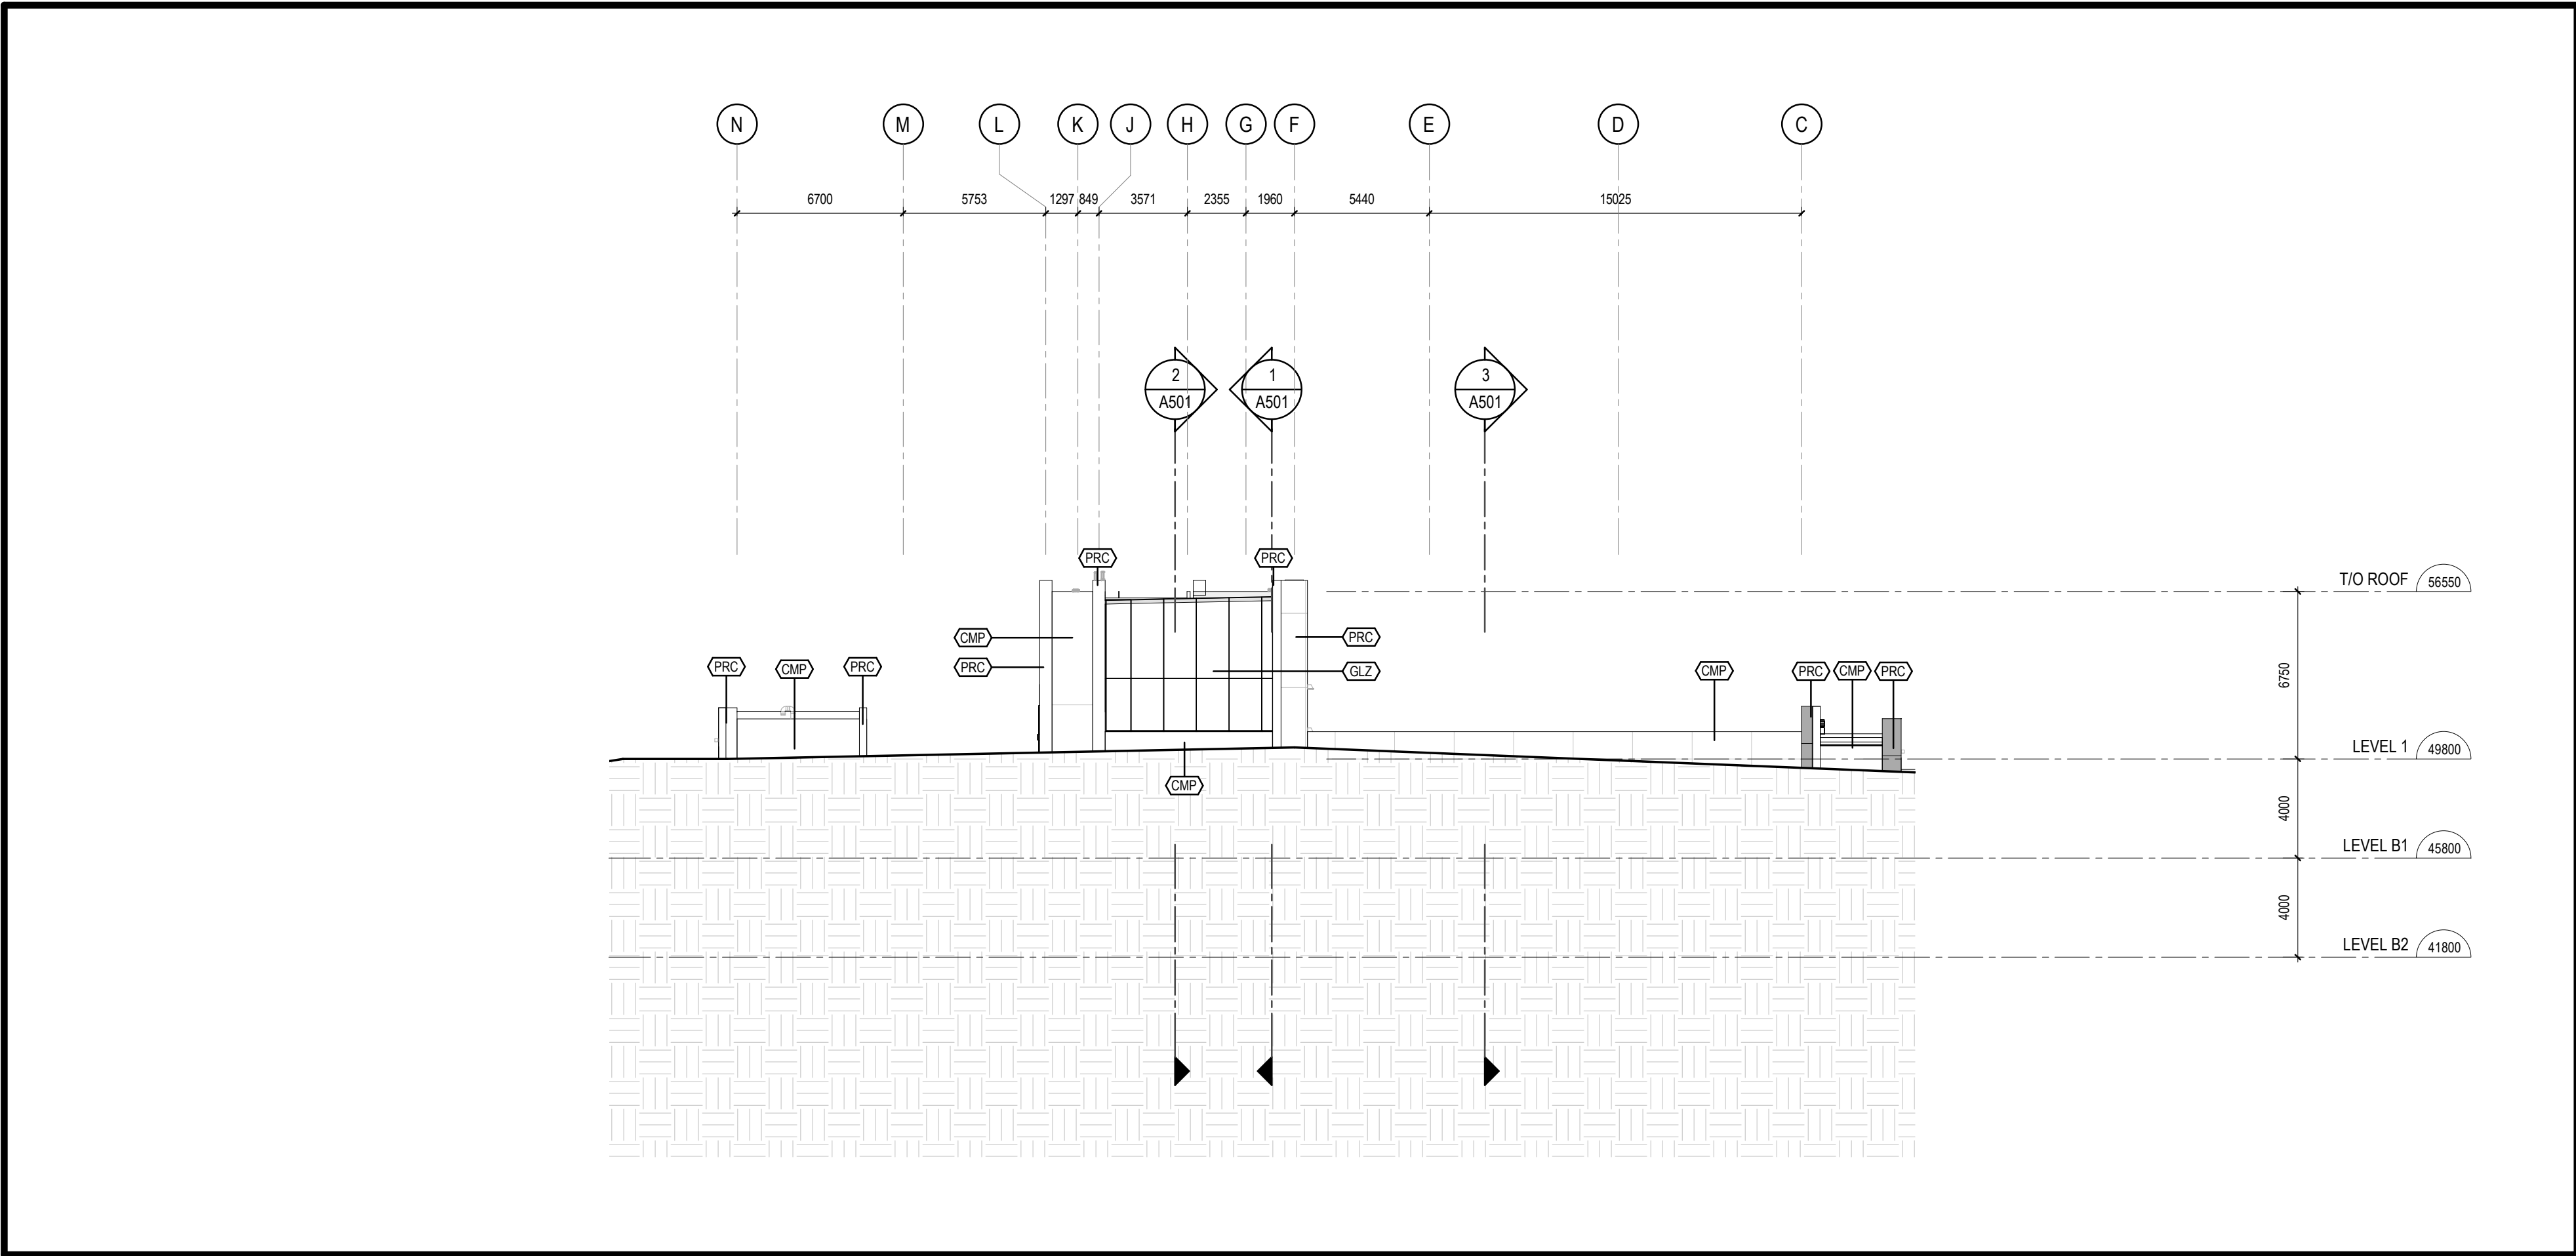 N M L K J H G F E D C
6700 5753 1297 849 3571 2355 1960 5440 15025
2 1 3
A501 A501 A501
PRC PRC
T/O ROOF 56550
CMP PRC
PRC GLZ
PRC CMP PRC
CMP PRC CMP PRC
6750
LEVEL 1 49800
CMP
4000
LEVEL B1 45800
4000
LEVEL B2 41800